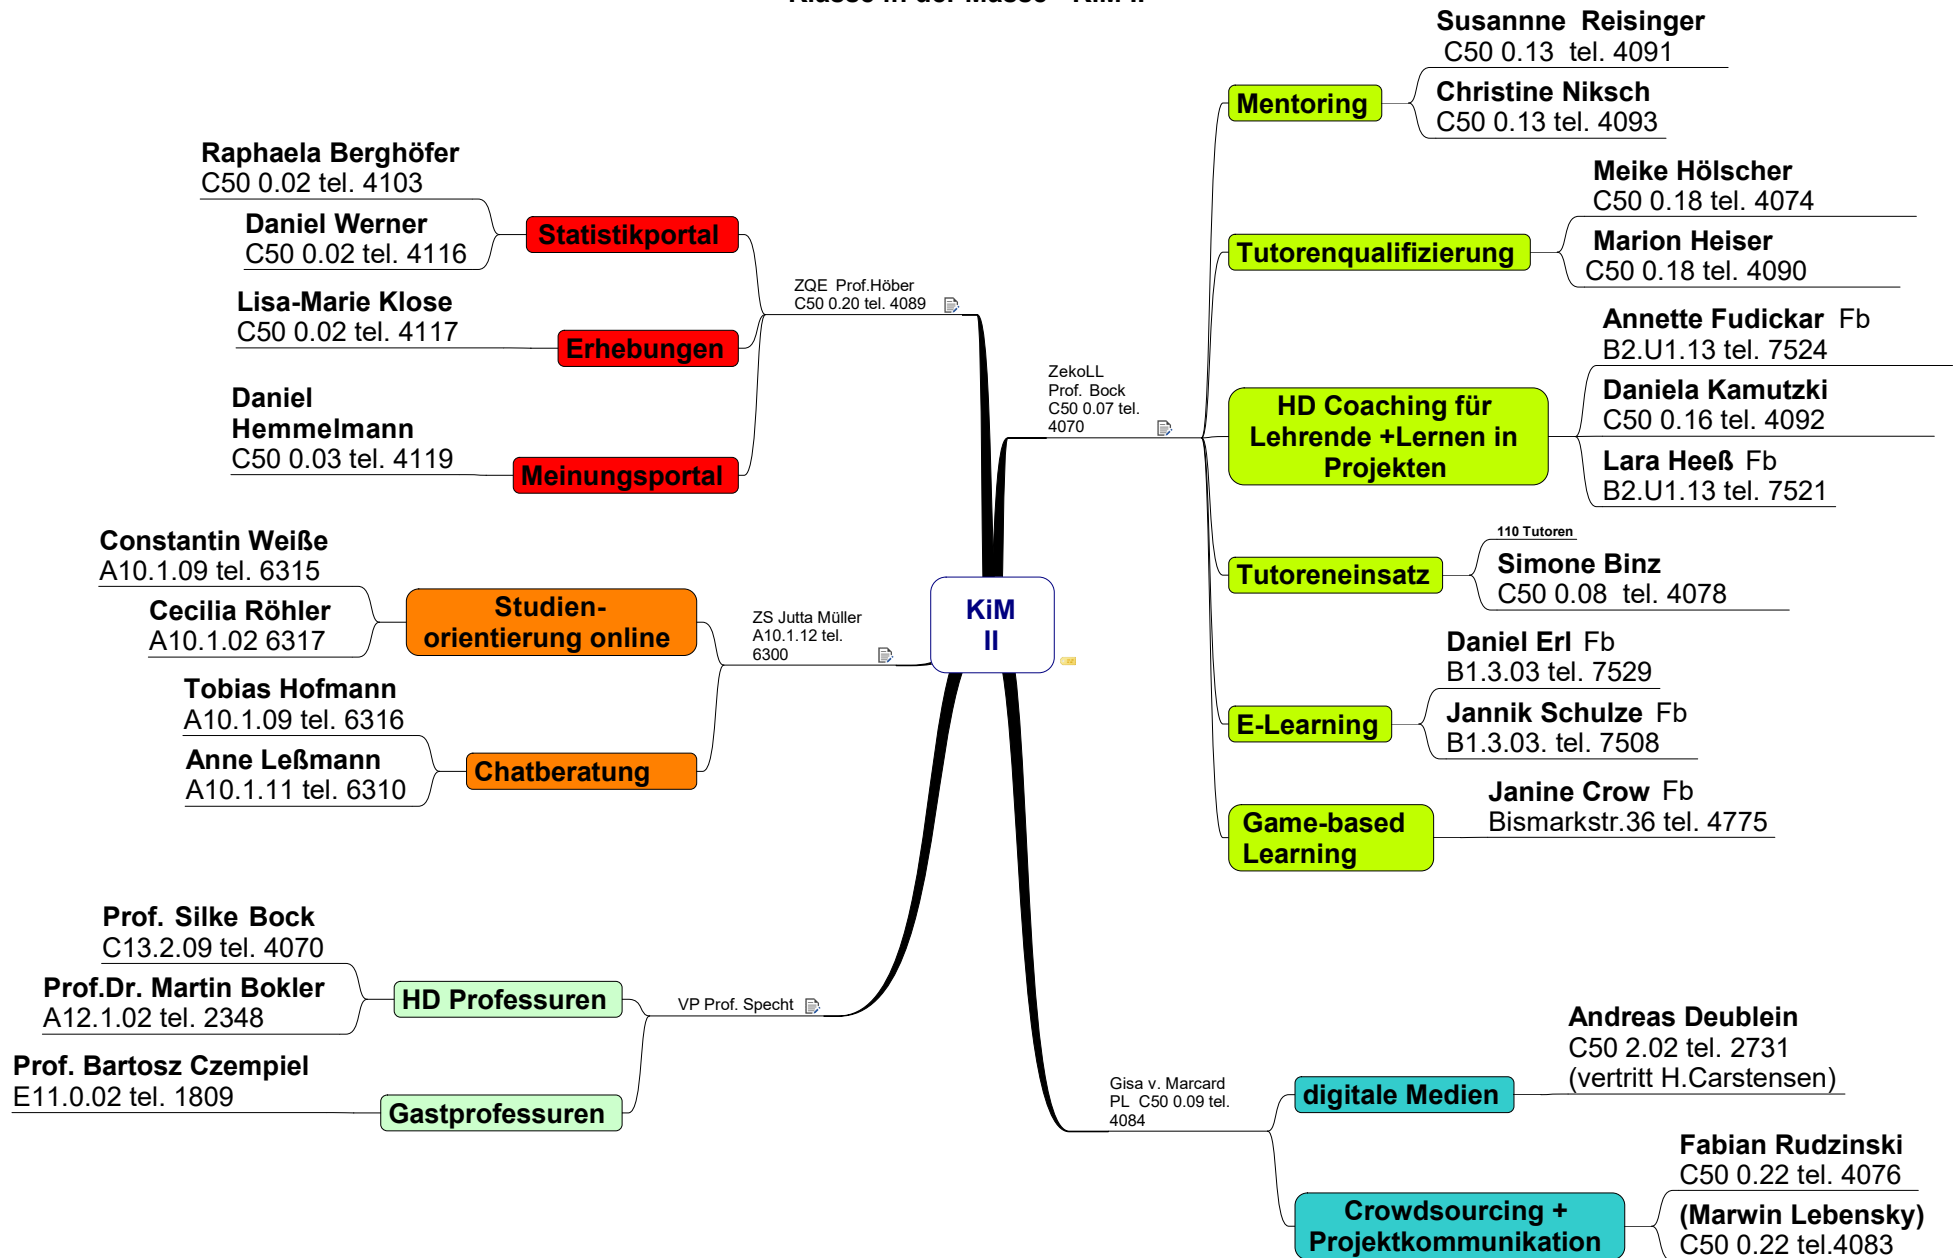 Klasse in der Masse - KiM II
Susannne Reisinger
C50 0.13 tel. 4091
Mentoring
Christine Niksch
C50 0.13 tel. 4093
Meike Hölscher
C50 0.18 tel. 4074
Tutorenqualifizierung
Marion Heiser
C50 0.18 tel. 4090
Annette Fudickar Fb
B2.U1.13 tel. 7524
HD Coaching für
Lehrende +Lernen in
Projekten
Daniela Kamutzki
C50 0.16 tel. 4092
Lara Heeß Fb
B2.U1.13 tel. 7521
110 Tutoren
Tutoreneinsatz
Simone Binz
C50 0.08 tel. 4078
Daniel Erl Fb
B1.3.03 tel. 7529
E-Learning
Jannik Schulze Fb
B1.3.03. tel. 7508
Game-based
Learning
Janine Crow Fb
Bismarkstr.36 tel. 4775
ZekoLL
Prof. Bock
C50 0.07 tel.
4070
Raphaela Berghöfer
C50 0.02 tel. 4103
Statistikportal
Daniel Werner
C50 0.02 tel. 4116
Lisa-Marie Klose
C50 0.02 tel. 4117
Erhebungen
Daniel
Hemmelmann
C50 0.03 tel. 4119
Meinungsportal
ZQE Prof.Höber
C50 0.20 tel. 4089
KiM
II
Constantin Weiße
A10.1.09 tel. 6315
Studien-
orientierung online
Cecilia Röhler
A10.1.02 6317
Tobias Hofmann
A10.1.09 tel. 6316
Anne Leßmann
A10.1.11 tel. 6310
Chatberatung
ZS Jutta Müller
A10.1.12 tel.
6300
Prof. Silke Bock
C13.2.09 tel. 4070
HD Professuren
Prof.Dr. Martin Bokler
A12.1.02 tel. 2348
Prof. Bartosz Czempiel
E11.0.02 tel. 1809
Gastprofessuren
VP Prof. Specht
Gisa v. Marcard
PL C50 0.09 tel.
4084
digitale Medien
Andreas Deublein
C50 2.02 tel. 2731
(vertritt H.Carstensen)
Crowdsourcing +
Projektkommunikation
Fabian Rudzinski
C50 0.22 tel. 4076
(Marwin Lebensky)
C50 0.22 tel.4083